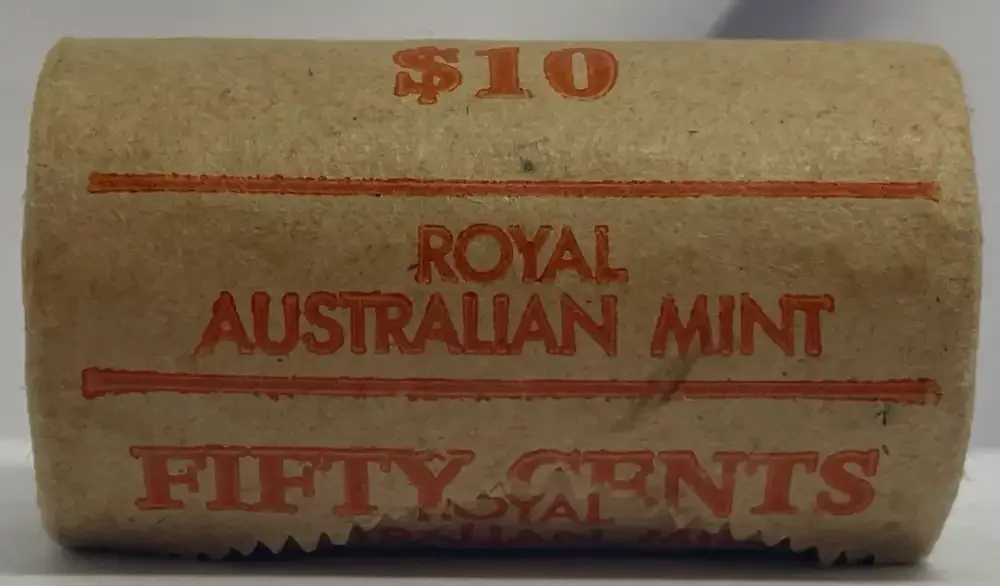 $10
ROYAL
AUSTRALIAN MINT
FIFTY CENTS
ROYAL